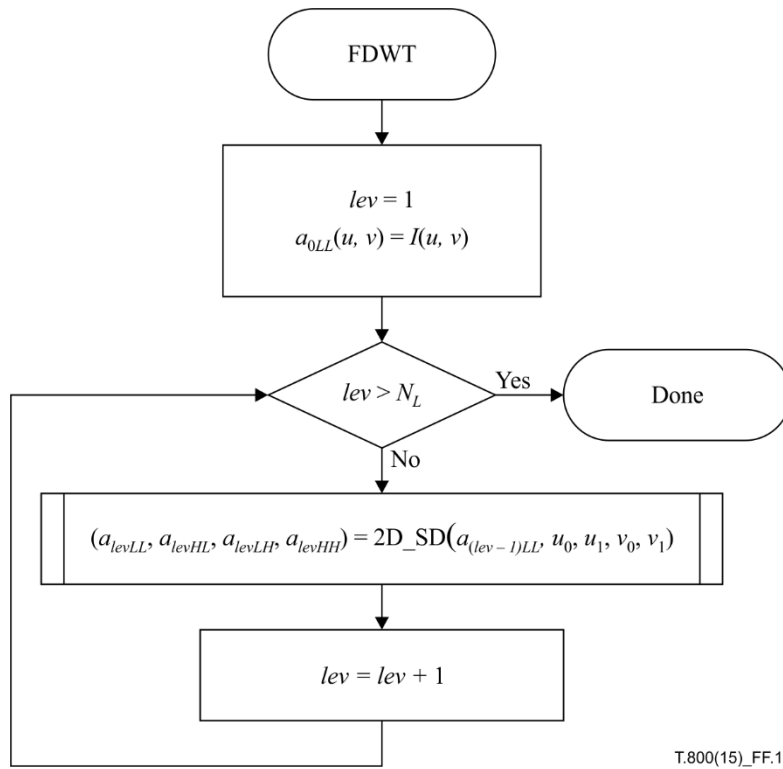 FDWT
lev = 1
a0LL(u, v) = I(u, v)
lev > NL
Yes
Done
No
(alevLL, alevHL, alevLH, alevHH) = 2D_SD(a(lev – 1)LL, u0, u1, v0, v1)
lev = lev + 1
T.800(15)_FF.1